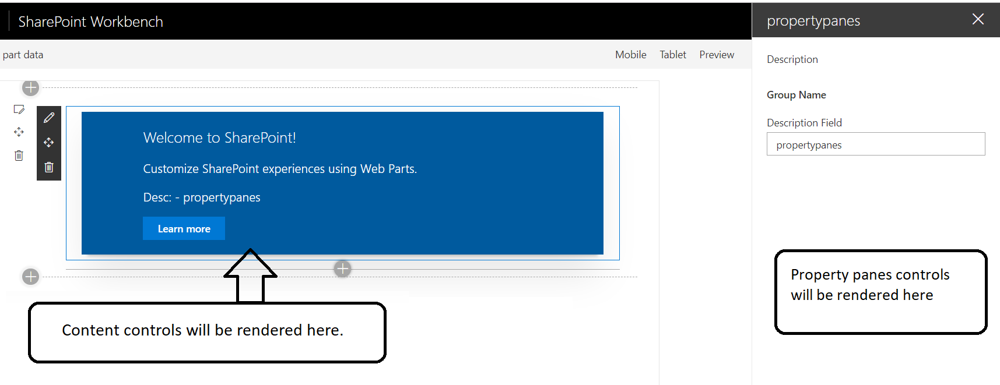 SharePoint Workbench
propertypanes
part data
Mobile
Tablet
Preview
Welcome to SharePoint!
Customize SharePoint experiences using Web Parts.
Desc: - propertypanes
Learn more
Content controls will be rendered here.
Description
Group Name
Description Field
propertypanes
Property panes controls
will be rendered here